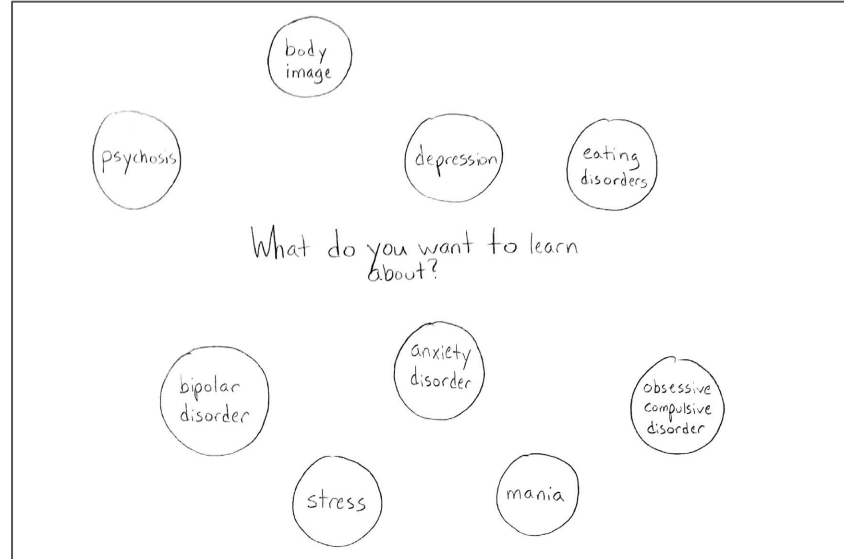 body
image
psychosis
depression
eating
disorders
What do you want to learn
about?
bipolar
disorder
anxiety
disorder
obsessive
compulsive
disorder
stress
mania